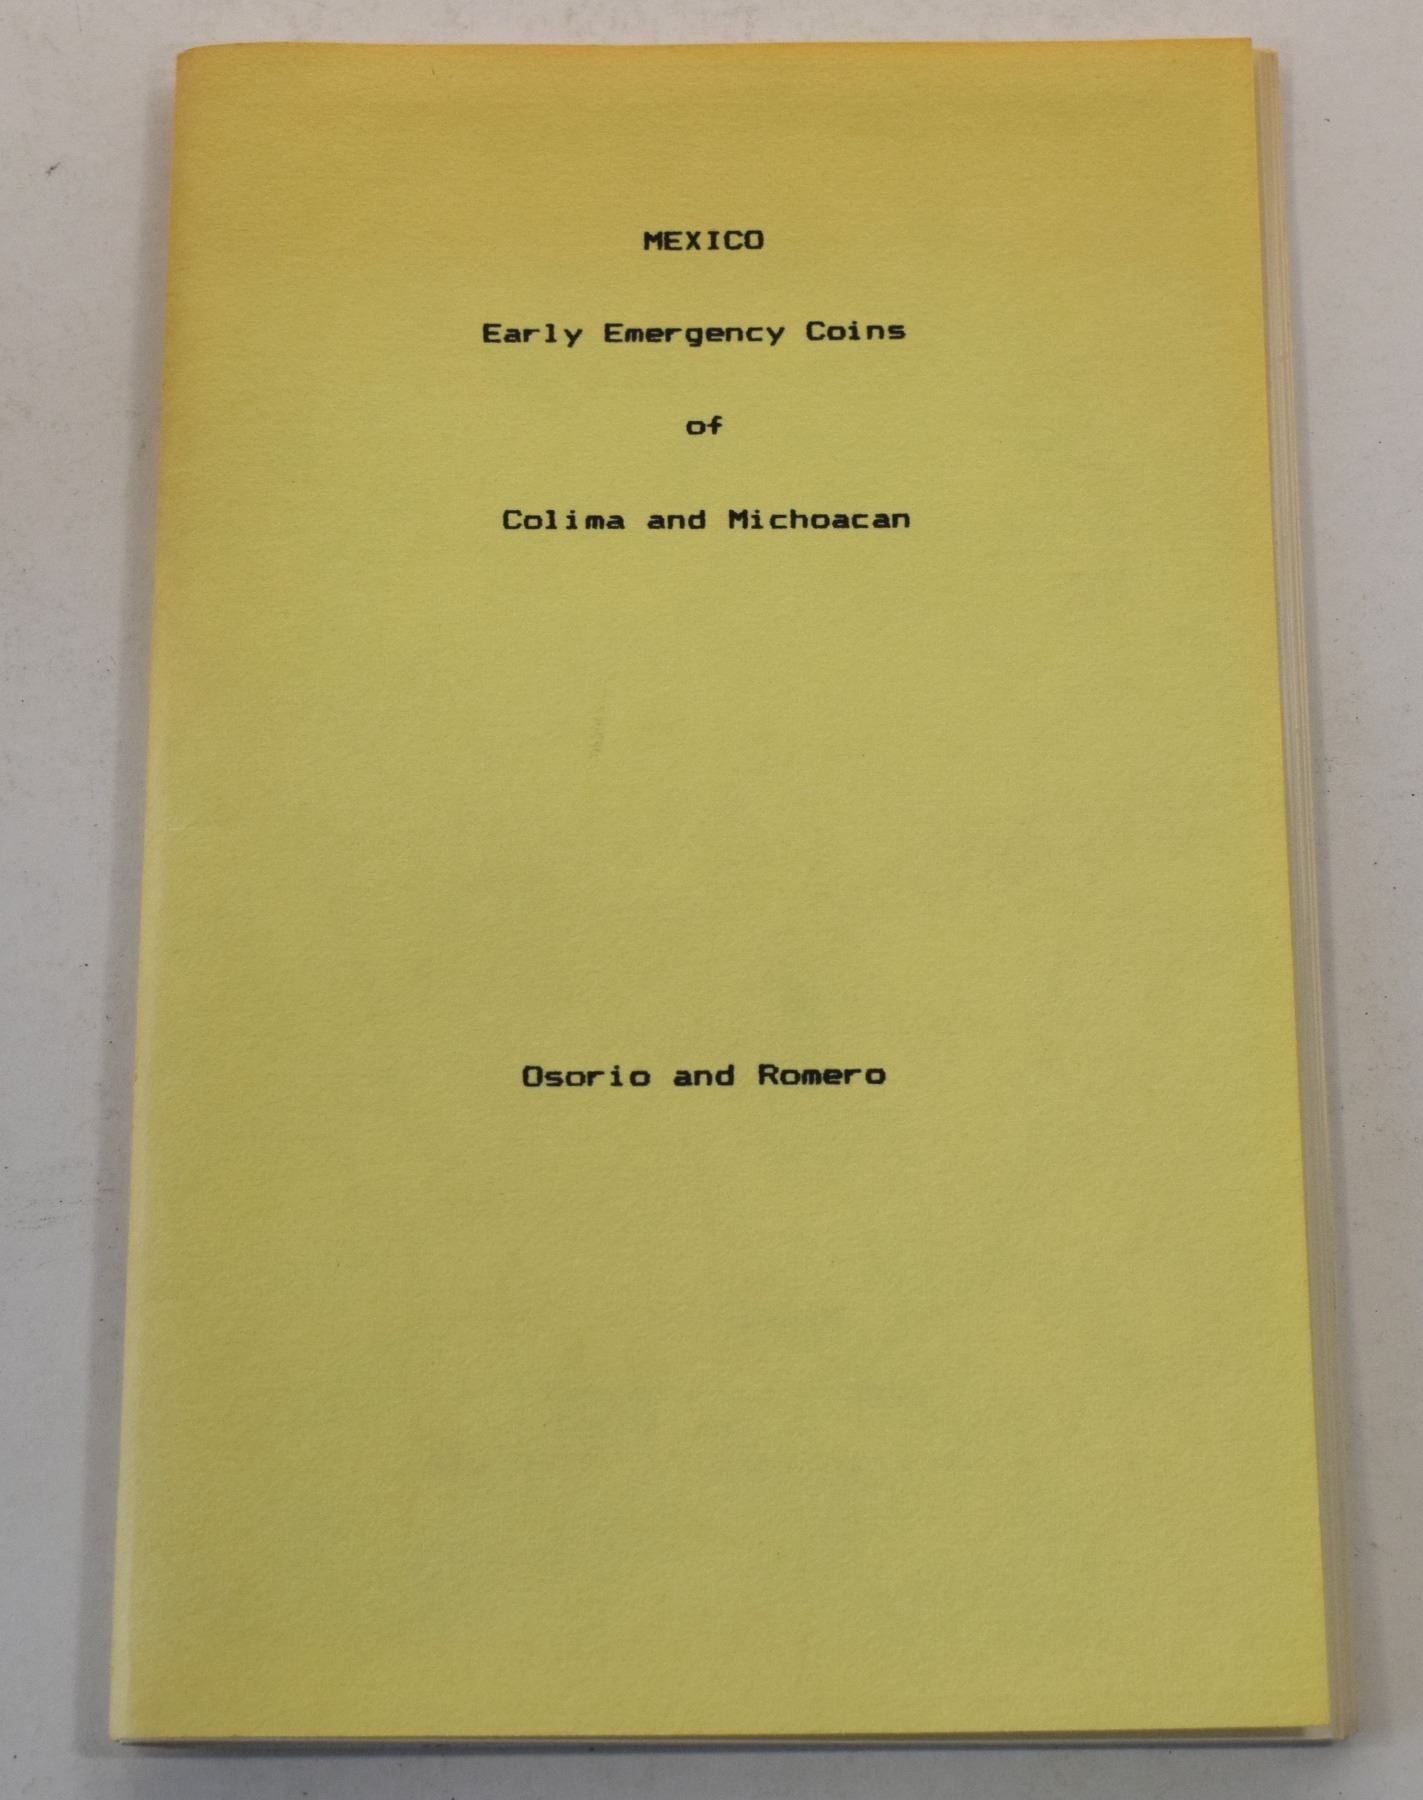 MEXICO
Early Emergency Coins
of
Colima and Michoacan
Osorio and Romero